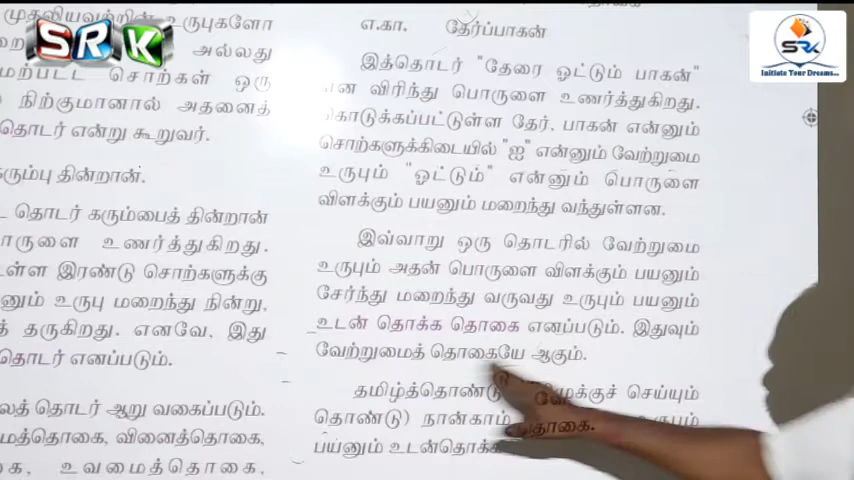 SRK
முதலியவற்றின் உருபுகளோ
அல்லது
சொற்கள் ஒரு
நிற்குமானால் அதனைத்
தொடர் என்று கூறுவர்.
கரும்பு தின்றான்.
தொடர் கரும்பைத் தின்றான்
உணர்த்துகிறது.
இரண்டு சொற்களுக்கு
உருபு மறைந்து நின்று,
தருகிறது. எனவே, இது
தொடர் எனப்படும்.
தொடர் ஆறு வகைப்படும்.
வினைத்தொகை,
உவமைத்தொகை,
எ.கா. தேர்ப்பாகன்
இத்தொடர் "தேரை ஓட்டும் பாகன்"
என விரிந்து பொருளை உணர்த்துகிறது.
கொடுக்கப்பட்டுள்ள தேர், பாகன் என்னும்
சொற்களுக்கிடையில் "ஐ" என்னும் வேற்றுமை
உருபும் "ஓட்டும்" என்னும் பொருளை
விளக்கும் பயனும் மறைந்து வந்துள்ளன.
இவ்வாறு ஒரு தொடரில் வேற்றுமை
உருபும் அதன் பொருளை விளக்கும் பயனும்
சேர்ந்து மறைந்து வருவது உருபும் பயனும்
உடன் தொக்க தொகை எனப்படும். இதுவும்
வேற்றுமைத் தொகையே ஆகும்.
தமிழ்த்தொண்டு செய்யும்
தொண்டு) நான்காம்
பயனும் உடன்தொக்க
SRK
Initiate Your Dreams..